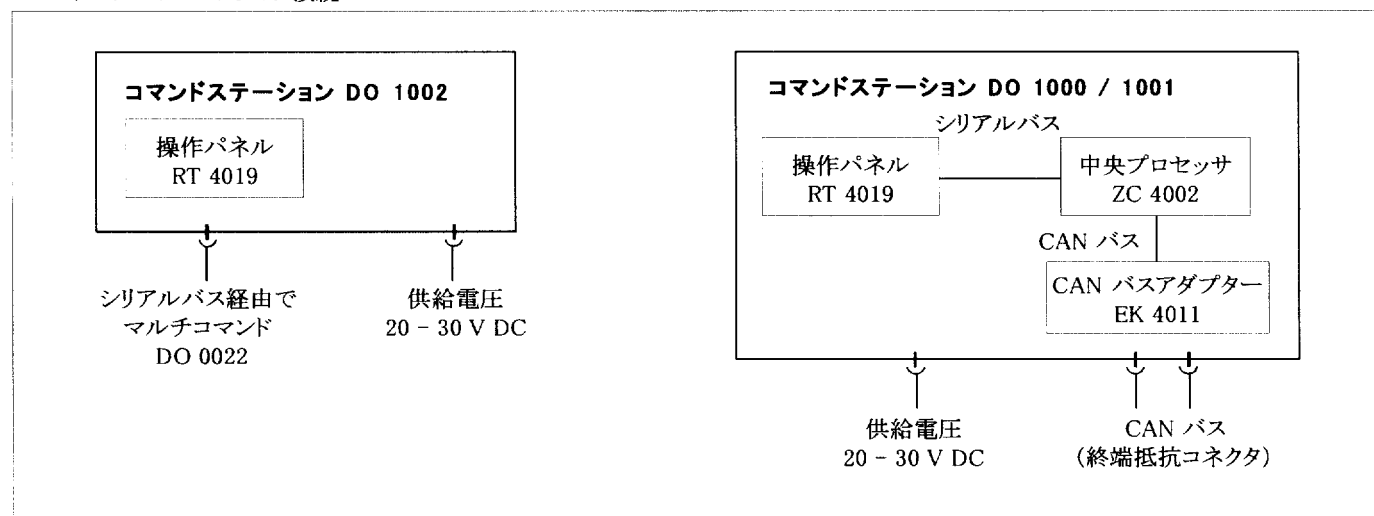 コマンドステーション DO 1002
操作パネル
RT 4019
シリアルバス経由で
マルチコマンド
DO 0022
供給電圧
20 - 30 V DC
コマンドステーション DO 1000 / 1001
シリアルバス
操作パネル
RT 4019
中央プロセッサ
ZC 4002
CAN バス
CAN バスアダプター
EK 4011
供給電圧
20 - 30 V DC
CAN バス
(終端抵抗コネクタ)